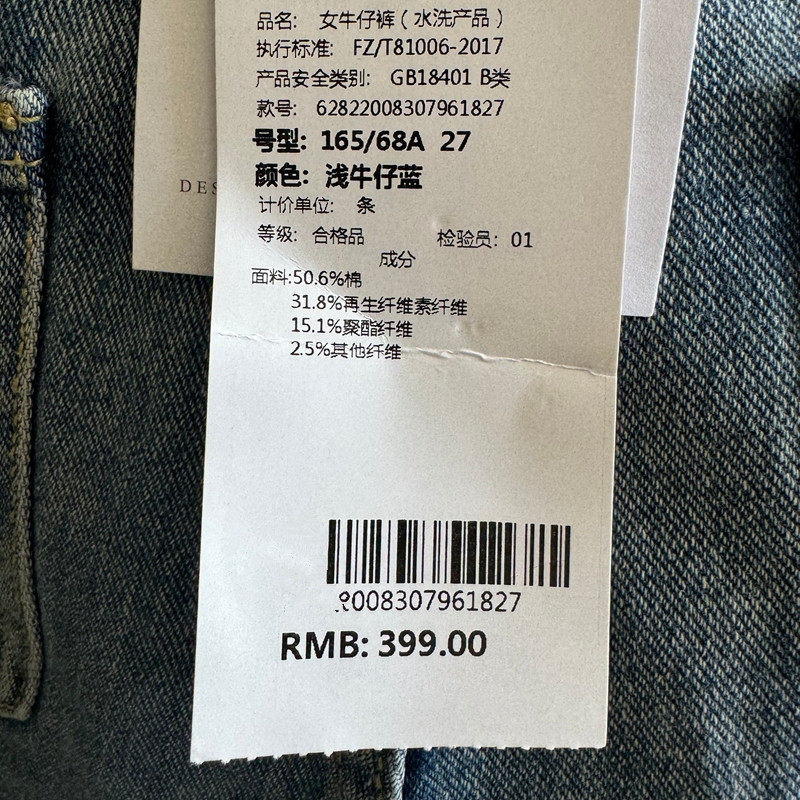 品名: 女牛仔裤(水洗产品)
执行标准: FZ/T81006-2017
产品安全类别: GB18401 B类
款号: 62822008307961827
号型: 165/68A 27
颜色: 浅牛仔蓝
计价单位: 条
等级: 合格品 检验员: 01
成分
面料:50.6%棉
31.8%再生纤维素纤维
15.1%聚酯纤维
2.5%其他纤维
2008307961827
RMB: 399.00
DES